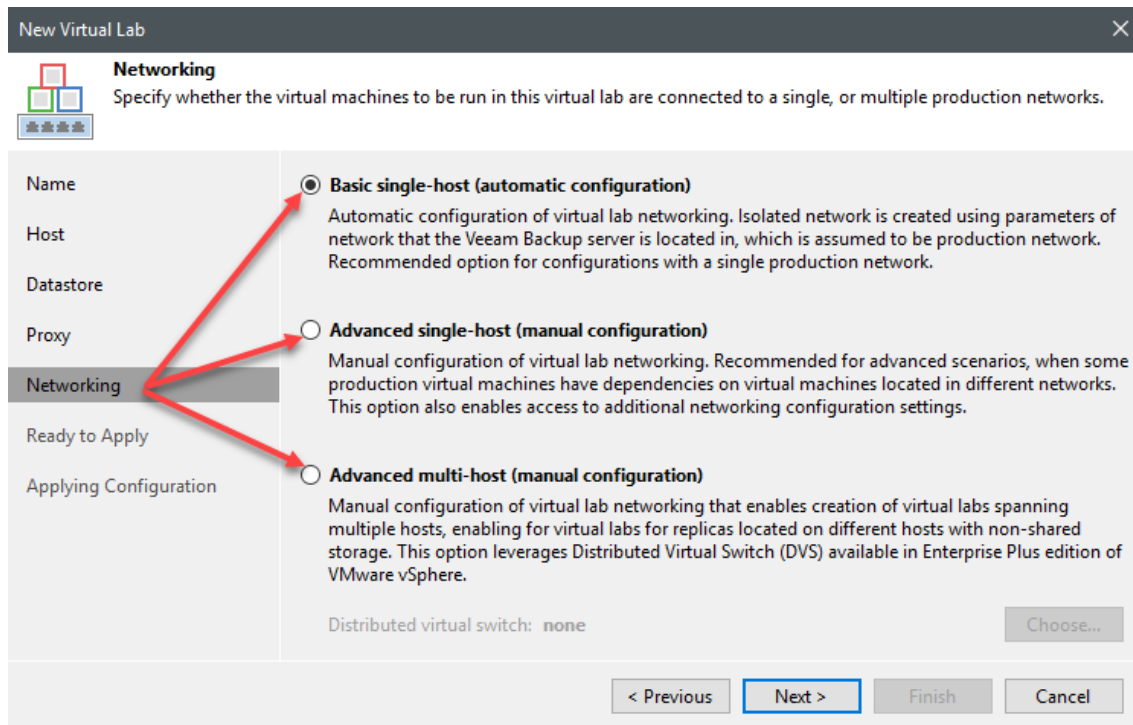 New Virtual Lab
Networking
Specify whether the virtual machines to be run in this virtual lab are connected to a single, or multiple production networks.
Name
Host
Datastore
Proxy
Networking
Ready to Apply
Applying Configuration
Basic single-host (automatic configuration)
Automatic configuration of virtual lab networking. Isolated network is created using parameters of
network that the Veeam Backup server is located in, which is assumed to be production network.
Recommended option for configurations with a single production network.
Advanced single-host (manual configuration)
Manual configuration of virtual lab networking. Recommended for advanced scenarios, when some
production virtual machines have dependencies on virtual machines located in different networks.
This option also enables access to additional networking configuration settings.
Advanced multi-host (manual configuration)
Manual configuration of virtual lab networking that enables creation of virtual labs spanning
multiple hosts, enabling for virtual labs for replicas located on different hosts with non-shared
storage. This option leverages Distributed Virtual Switch (DVS) available in Enterprise Plus edition of
VMware vSphere.
Distributed virtual switch: none
Choose...
< Previous
Next >
Finish
Cancel